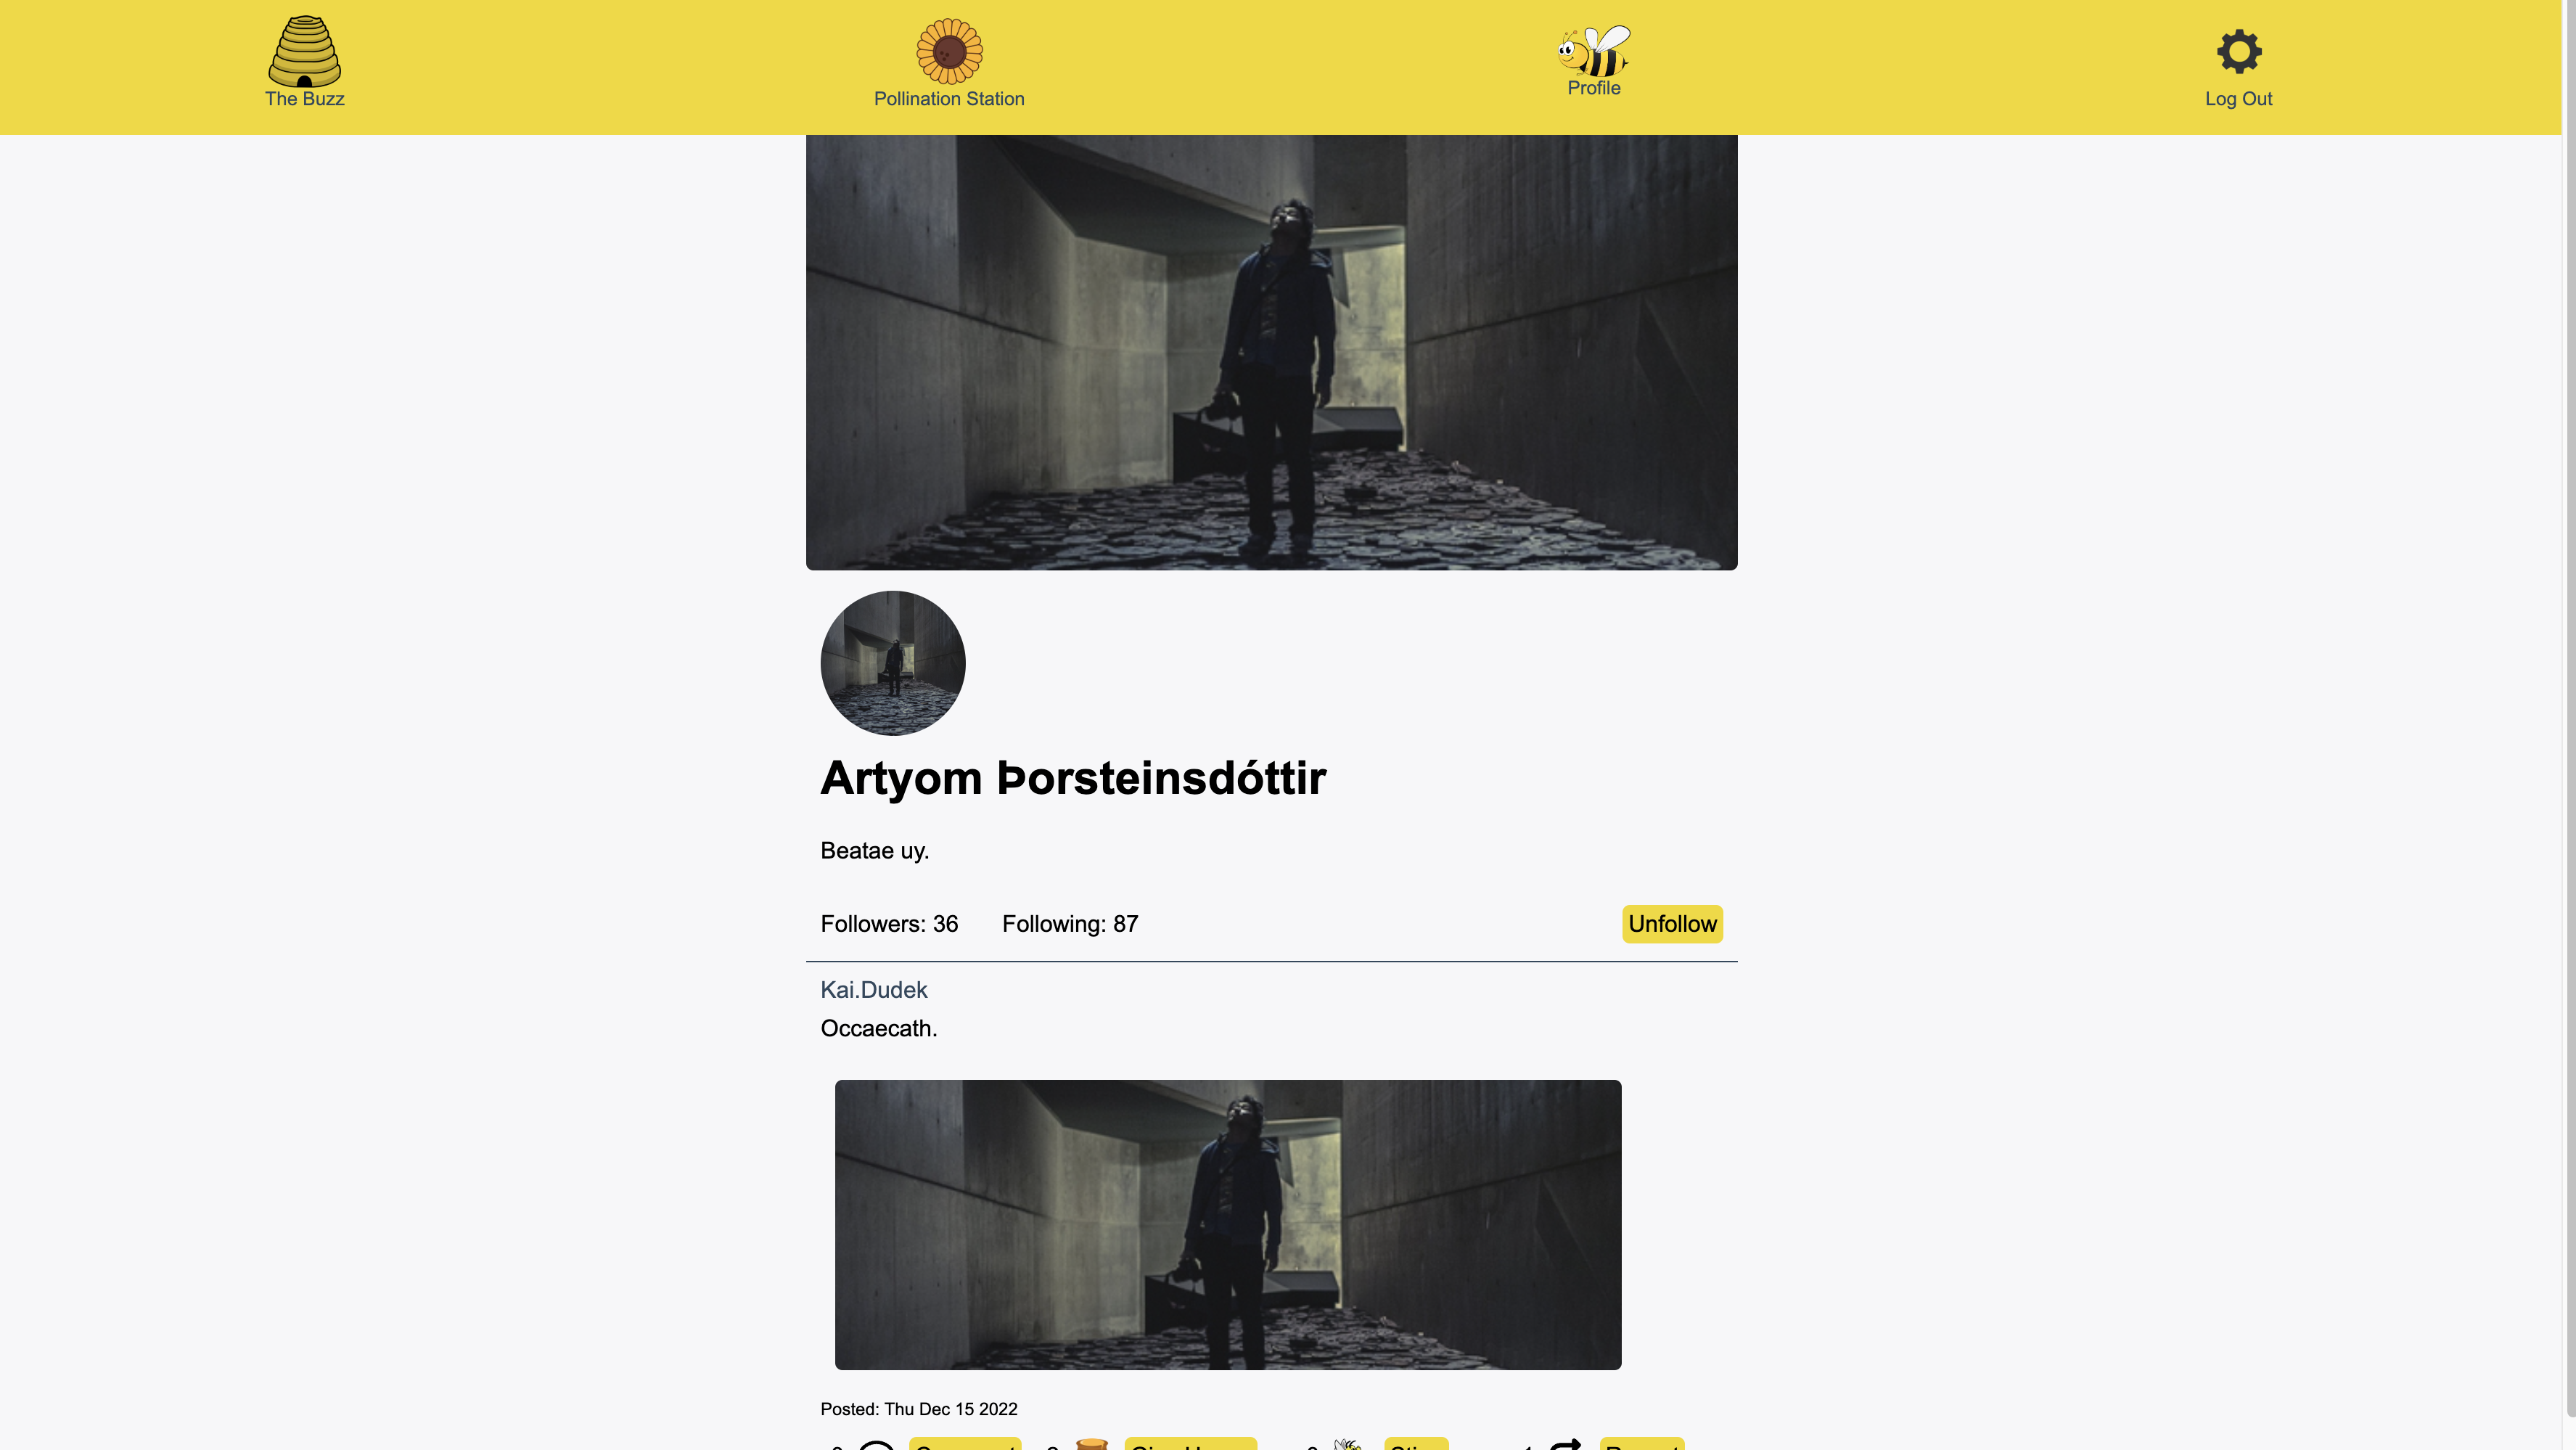 The Buzz
Pollination Station
Profile
Log Out
Artyom Þorsteinsdóttir
Beatae uy.
Followers: 36 Following: 87 Unfollow
Kai.Dudek
Occaecath.
Posted: Thu Dec 15 2022